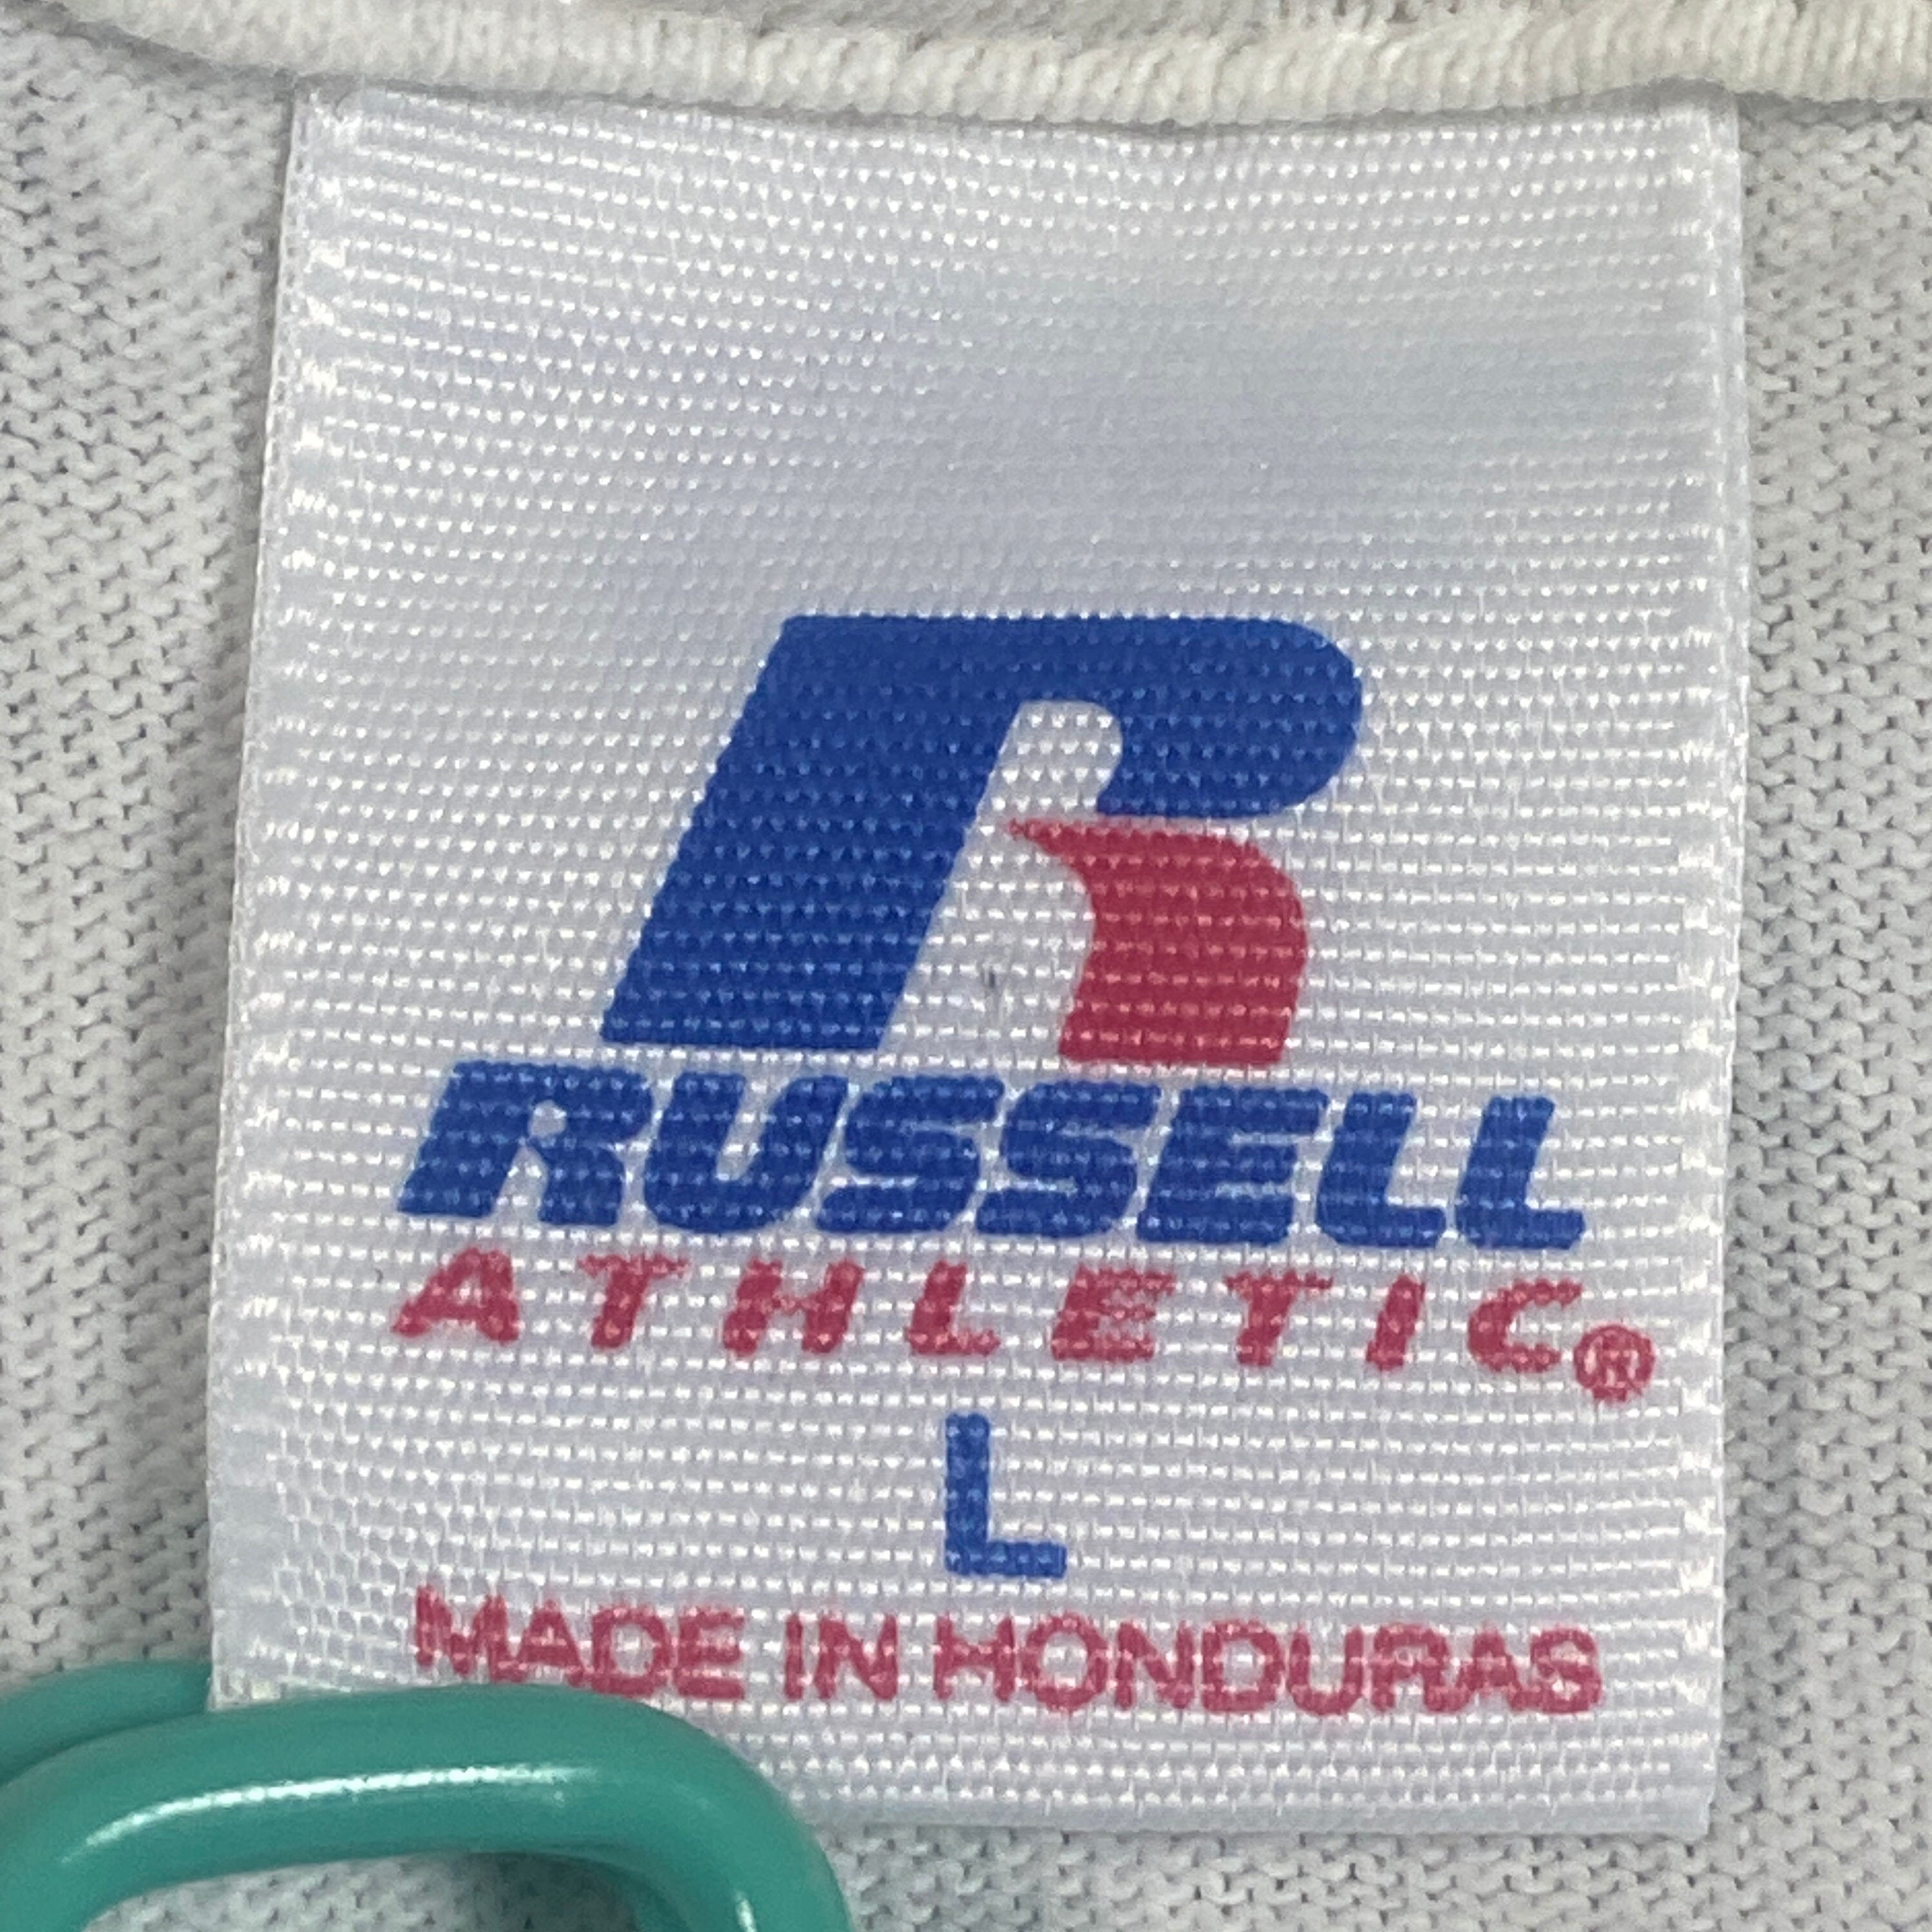 RUSSELL
ATHLETIC®
L
MADE IN HONDURAS